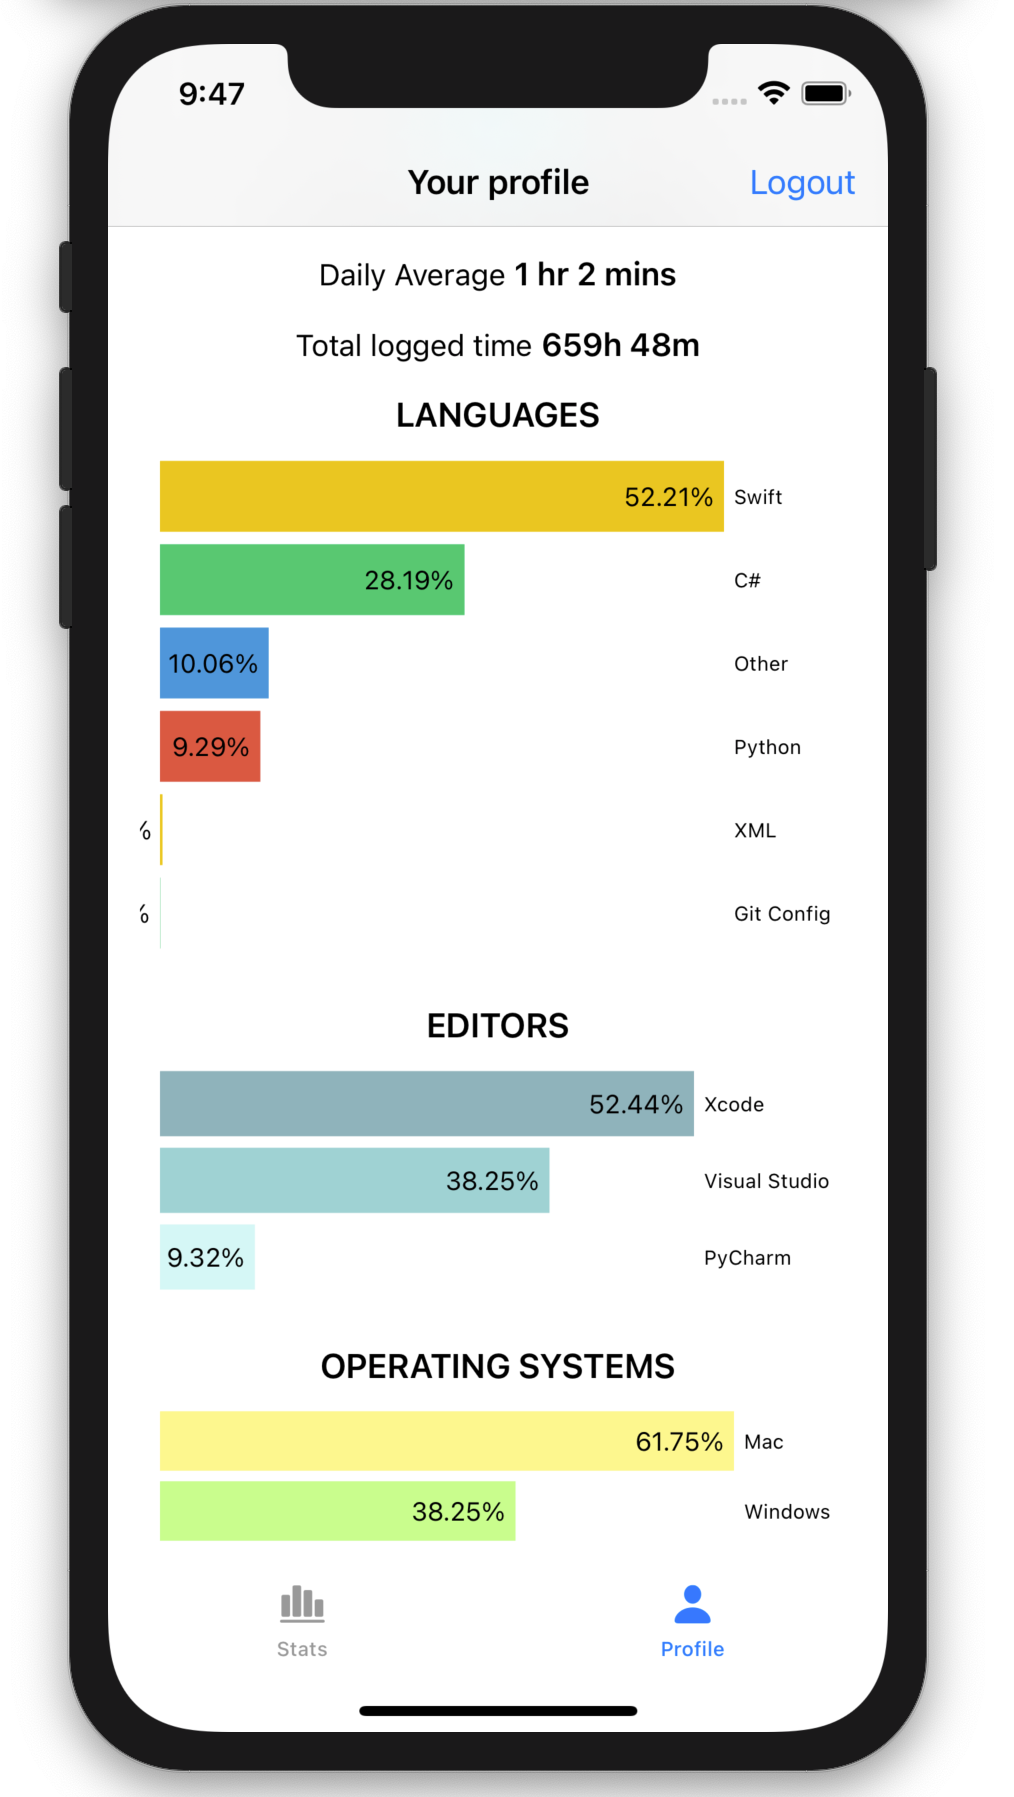 9:47
Your profile
Logout
Daily Average 1 hr 2 mins
Total logged time 659h 48m
LANGUAGES
52.21% Swift
28.19% C#
10.06% Other
9.29% Python
% XML
% Git Config
EDITORS
52.44% Xcode
38.25% Visual Studio
9.32% PyCharm
OPERATING SYSTEMS
61.75% Mac
38.25% Windows
Stats
Profile